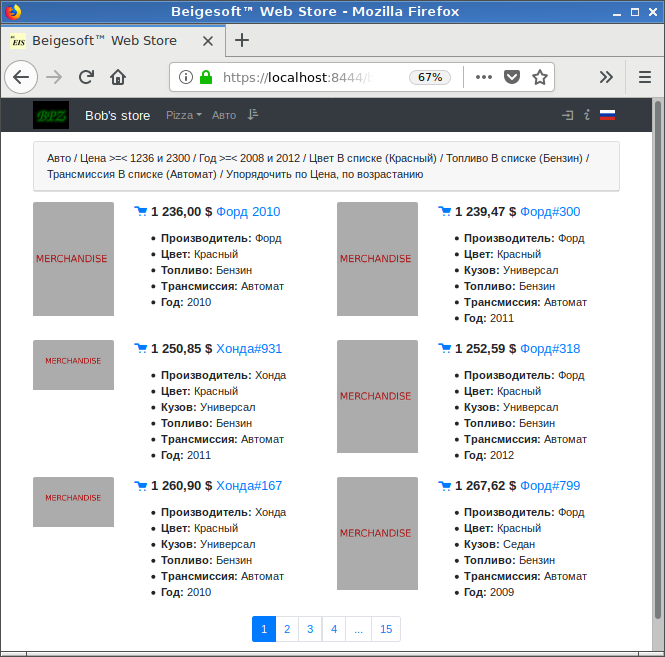 Beigesoft™ Web Store - Mozilla Firefox
EIS Beigesoft™ Web Store
https://localhost:8444/ 67%
BPZ Bob's store Pizza Авто
Авто / Цена >=< 1236 и 2300 / Год >=< 2008 и 2012 / Цвет В списке (Красный) / Топливо В списке (Бензин) /
Трансмиссия В списке (Автомат) / Упорядочить по Цена, по возрастанию
MERCHANDISE
1 236,00 $ Форд 2010
Производитель: Форд
Цвет: Красный
Топливо: Бензин
Трансмиссия: Автомат
Год: 2010
MERCHANDISE
1 239,47 $ Форд#300
Производитель: Форд
Цвет: Красный
Кузов: Универсал
Топливо: Бензин
Трансмиссия: Автомат
Год: 2011
MERCHANDISE
1 250,85 $ Хонда#931
Производитель: Хонда
Цвет: Красный
Кузов: Универсал
Топливо: Бензин
Трансмиссия: Автомат
Год: 2011
MERCHANDISE
1 252,59 $ Форд#318
Производитель: Форд
Цвет: Красный
Кузов: Универсал
Топливо: Бензин
Трансмиссия: Автомат
Год: 2012
MERCHANDISE
1 260,90 $ Хонда#167
Производитель: Хонда
Цвет: Красный
Кузов: Универсал
Топливо: Бензин
Трансмиссия: Автомат
Год: 2010
MERCHANDISE
1 267,62 $ Форд#799
Производитель: Форд
Цвет: Красный
Кузов: Седан
Топливо: Бензин
Трансмиссия: Автомат
Год: 2009
1 2 3 4 ... 15